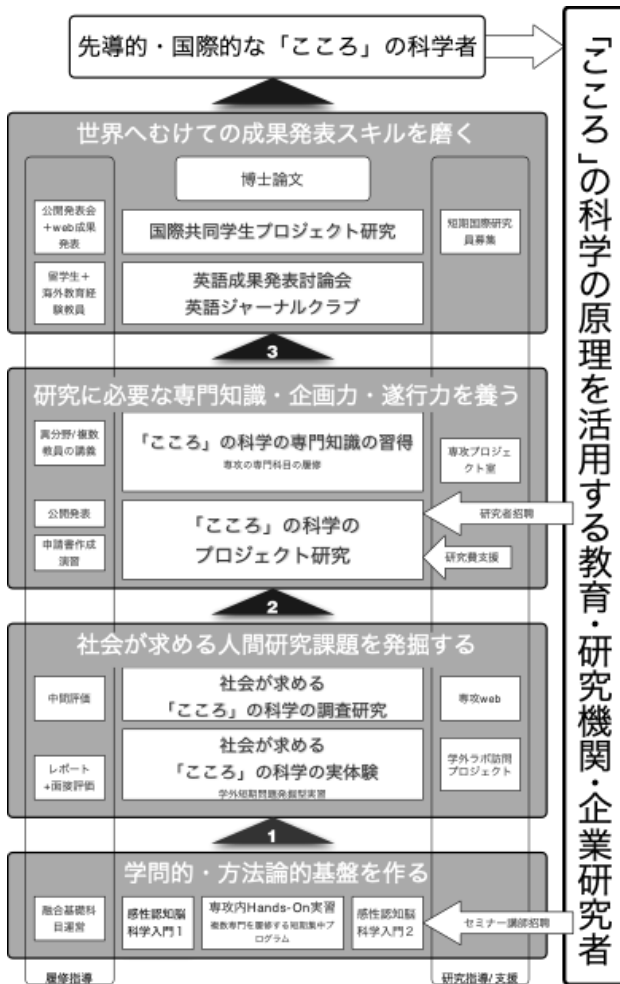 先導的・国際的な「こころ」の科学者
「こころ」の科学の原理を活用する教育・研究機関・企業研究者
世界へむけての成果発表スキルを磨く
博士論文
公開発表会
+web成果
発表
国際共同学生プロジェクト研究
短期国際研究
員募集
留学生+
海外教育経
験教員
英語成果発表討論会
英語ジャーナルクラブ
3
研究に必要な専門知識・企画力・遂行力を養う
異分野/複数
教員の講義
「こころ」の科学の専門知識の習得
専攻の専門科目の履修
専攻プロジェ
クト室
公開発表
申請書作成
演習
「こころ」の科学の
プロジェクト研究
研究者招聘
研究費支援
2
社会が求める人間研究課題を発掘する
中間評価
社会が求める
「こころ」の科学の調査研究
専攻web
レポート
+面接評価
社会が求める
「こころ」の科学の実体験
学外短期問題発掘型実習
学外ラボ訪問
プロジェクト
1
学問的・方法論的基盤を作る
融合基礎科
目運営
感性認知脳
科学入門1
専攻内Hands-On実習
複数専門を履修する短期集中プ
ログラム
感性認知脳
科学入門2
セミナー講師招聘
履修指導
研究指導/支援